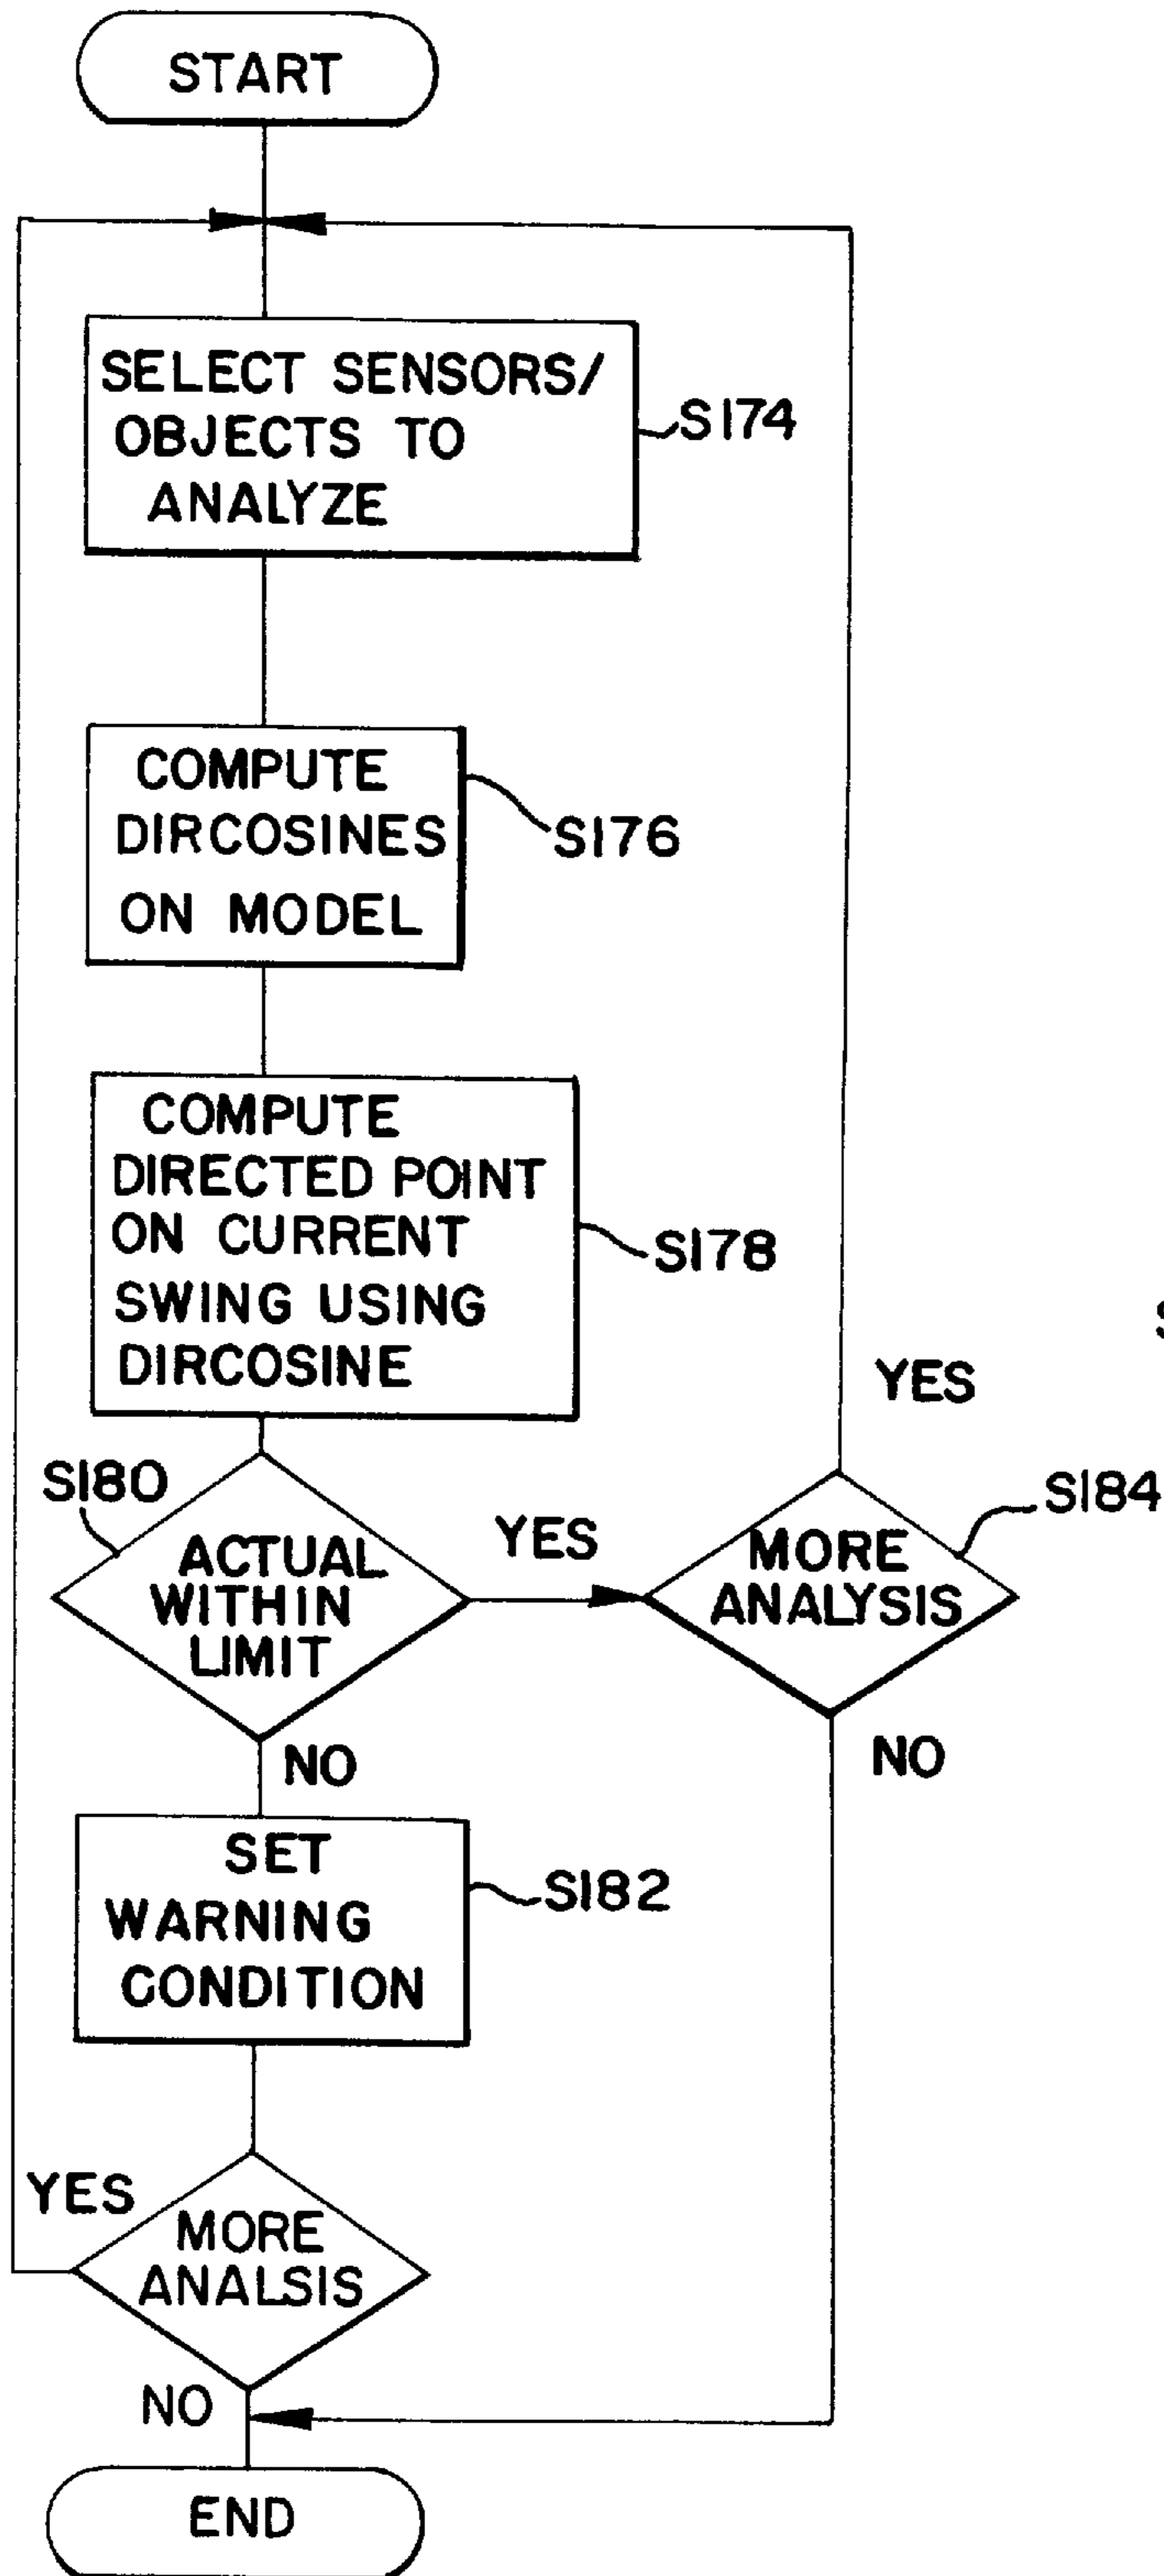 START
SELECT SENSORS/
OBJECTS TO
ANALYZE
S174
COMPUTE
DIRCOSINES
ON MODEL
S176
COMPUTE
DIRECTED POINT
ON CURRENT
SWING USING
DIRCOSINE
S178
S180
ACTUAL
WITHIN
LIMIT
YES
NO
MORE
ANALYSIS
S184
YES
NO
SET
WARNING
CONDITION
S182
MORE
ANALSIS
YES
NO
END